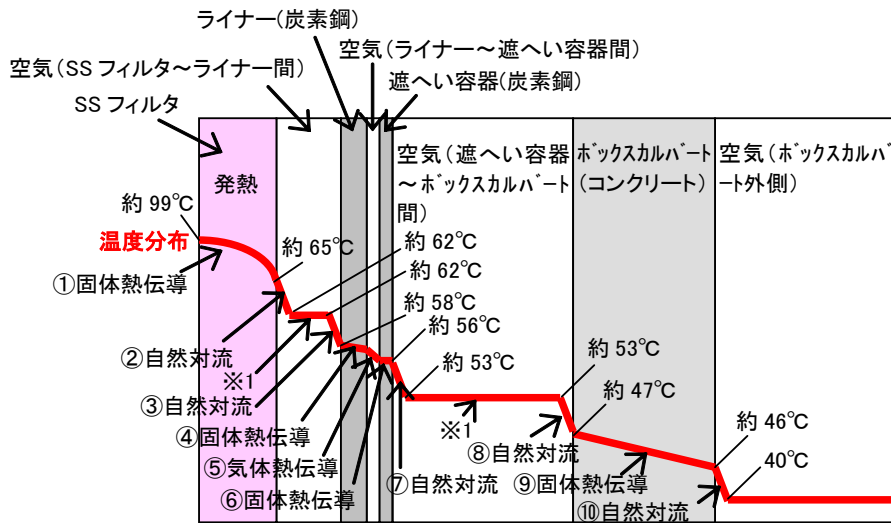 ライナー(炭素鋼)
空気(ライナー～遮へい容器間)
空気(SSフィルタ～ライナー間)
遮へい容器(炭素鋼)
SSフィルタ
空気(遮へい容器
～ボックスカルバート
間)
ボックスカルバート
(コンクリート)
空気(ボックスカルバ
ート外側)
発熱
約99℃
温度分布
①固体熱伝導
約65℃
約62℃
約62℃
約58℃
約56℃
約53℃
②自然対流
※1
③自然対流
④固体熱伝導
⑤気体熱伝導
⑥固体熱伝導
⑦自然対流
※1
約53℃
約47℃
⑧自然対流
⑨固体熱伝導
⑩自然対流
約46℃
40℃